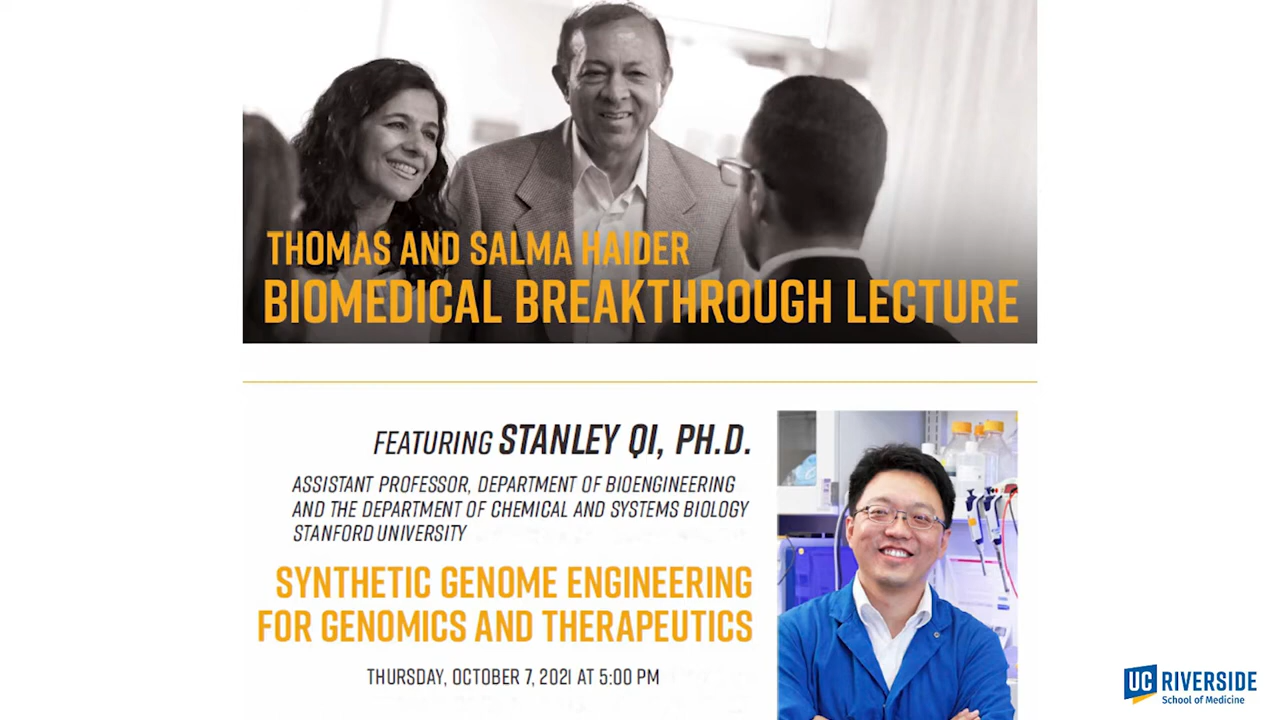 THOMAS AND SALMA HAIDER
BIOMEDICAL BREAKTHROUGH LECTURE
FEATURING STANLEY QI, PH.D.
ASSISTANT PROFESSOR, DEPARTMENT OF BIOENGINEERING
AND THE DEPARTMENT OF CHEMICAL AND SYSTEMS BIOLOGY
STANFORD UNIVERSITY
SYNTHETIC GENOME ENGINEERING
FOR GENOMICS AND THERAPEUTICS
THURSDAY, OCTOBER 7, 2021 AT 5:00 PM
UC RIVERSIDE
School of Medicine